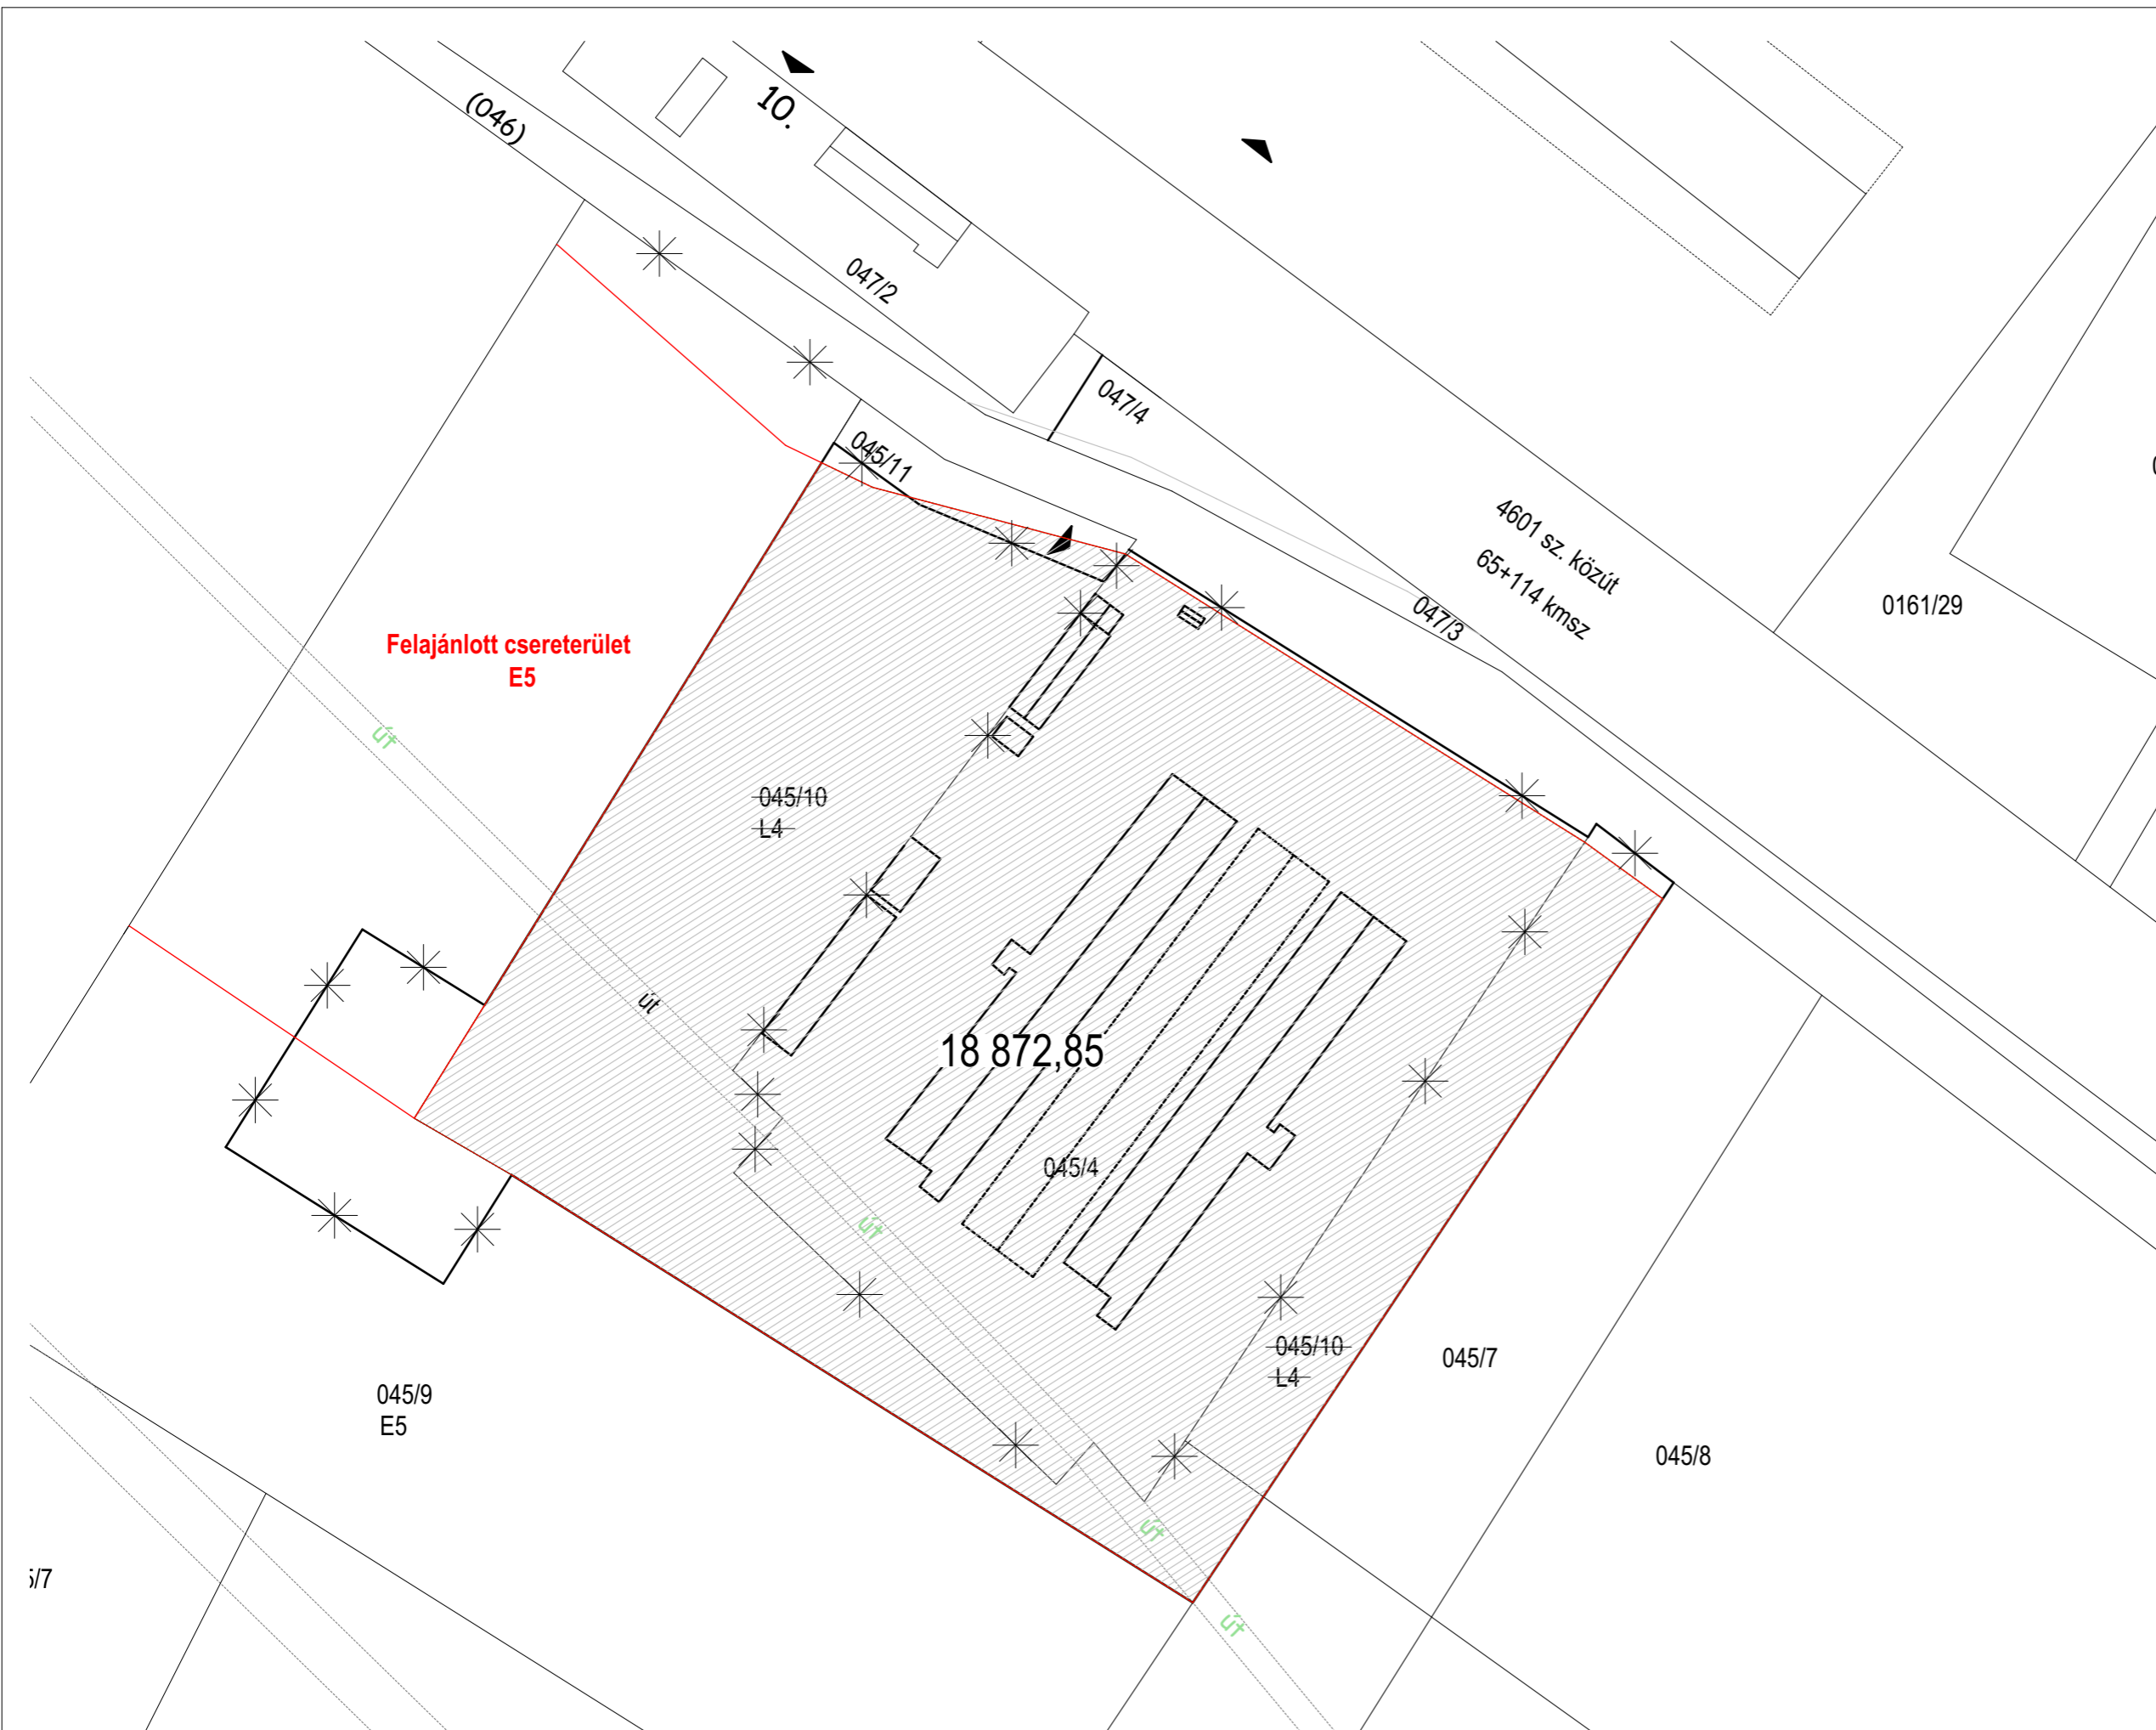 (046)
10.
047/2
047/4
045/11
4601 sz. közút
65+114 kmsz
047/3
0161/29
Felajánlott csereterület
E5
út
045/10
L4
út
18 872,85
045/4
út
045/10
L4
045/7
045/9
E5
045/8
út
5/7
út